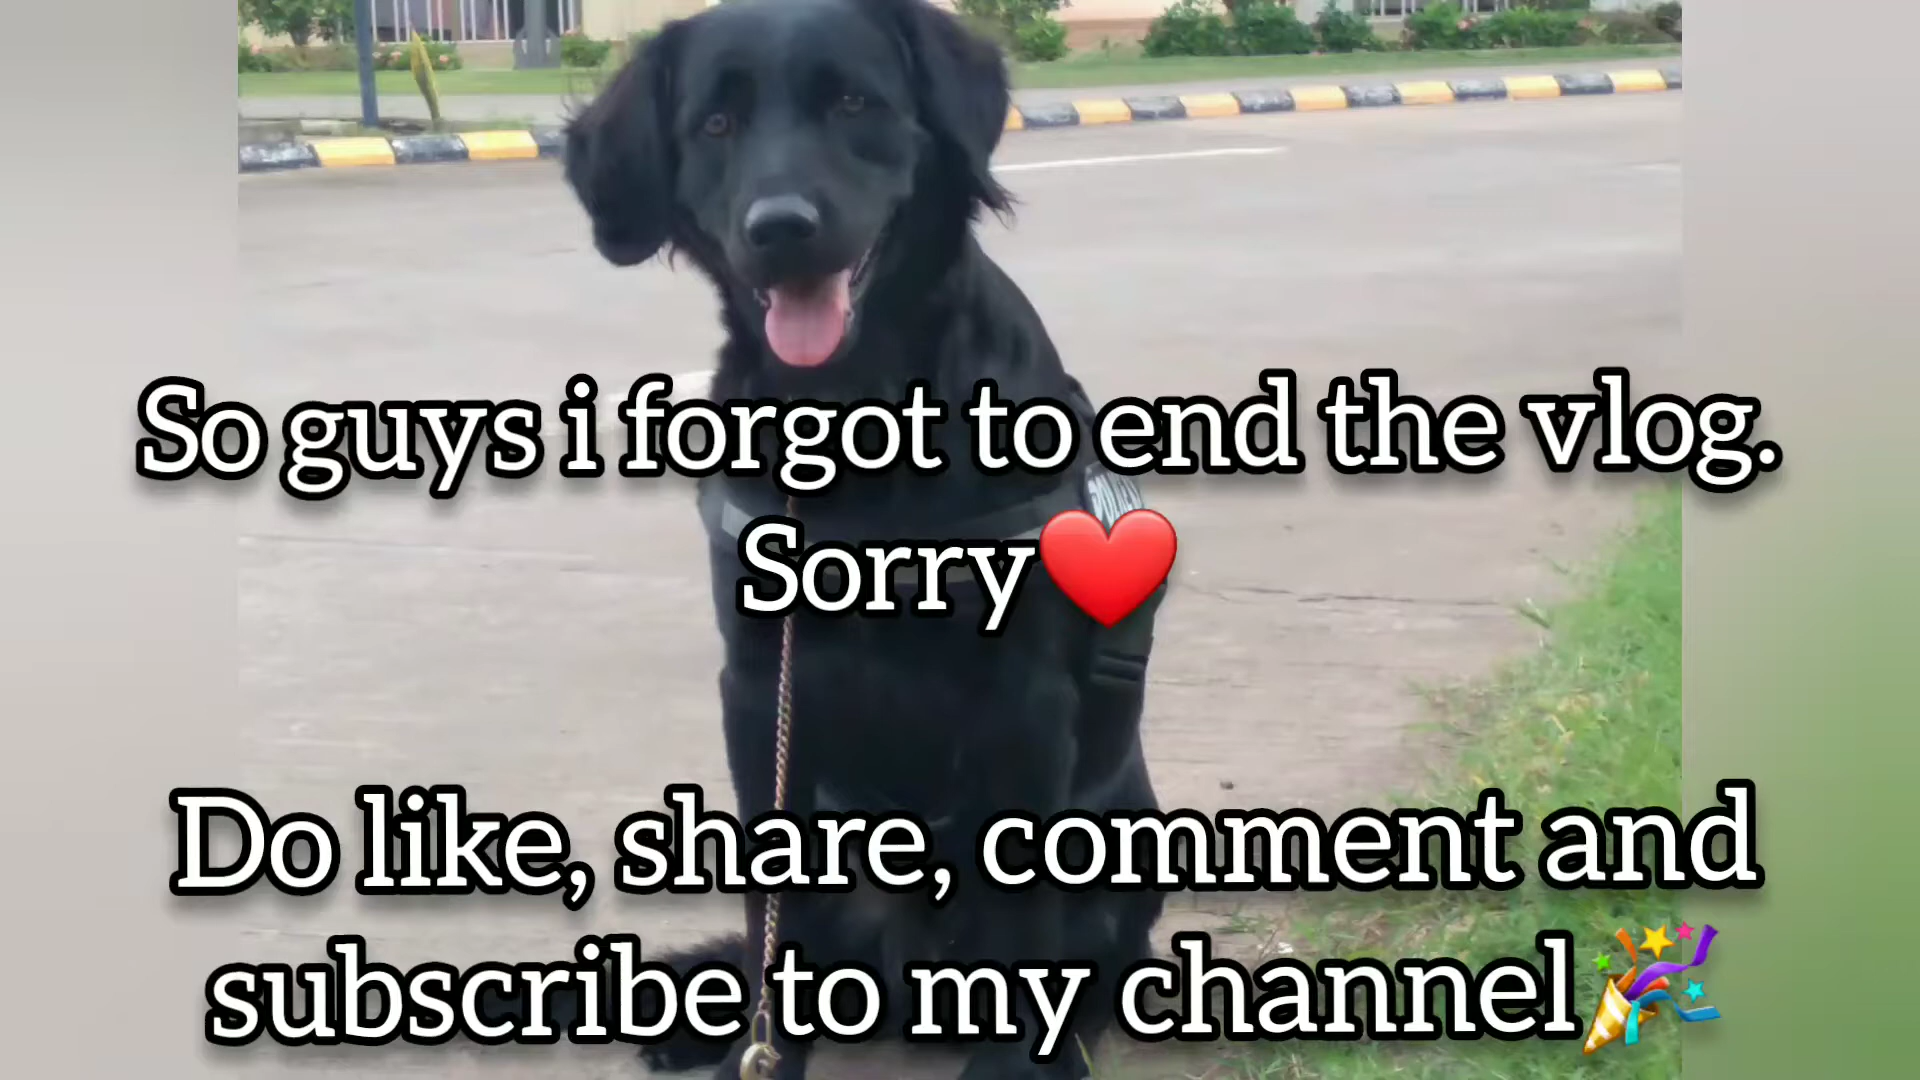 So guys i forgot to end the vlog.
Sorry❤️
Do like, share, comment and
subscribe to my channel🎉